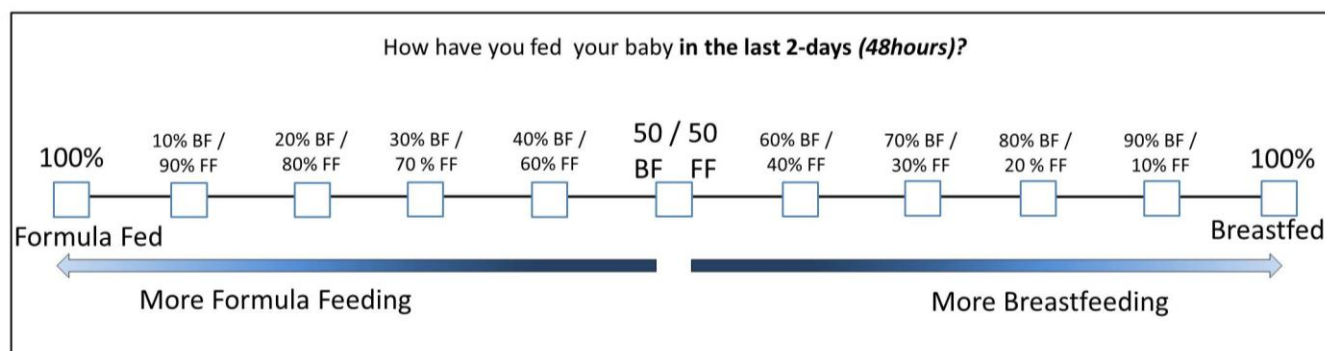 How have you fed  your baby in the last 2-days (48hours)?
100%
10% BF /
90% FF
20% BF /
80% FF
30% BF /
70 % FF
40% BF /
60% FF
50 / 50
BF FF
60% BF /
40% FF
70% BF /
30% FF
80% BF /
20 % FF
90% BF /
10% FF
100%
Formula Fed
Breastfed
More Formula Feeding
More Breastfeeding